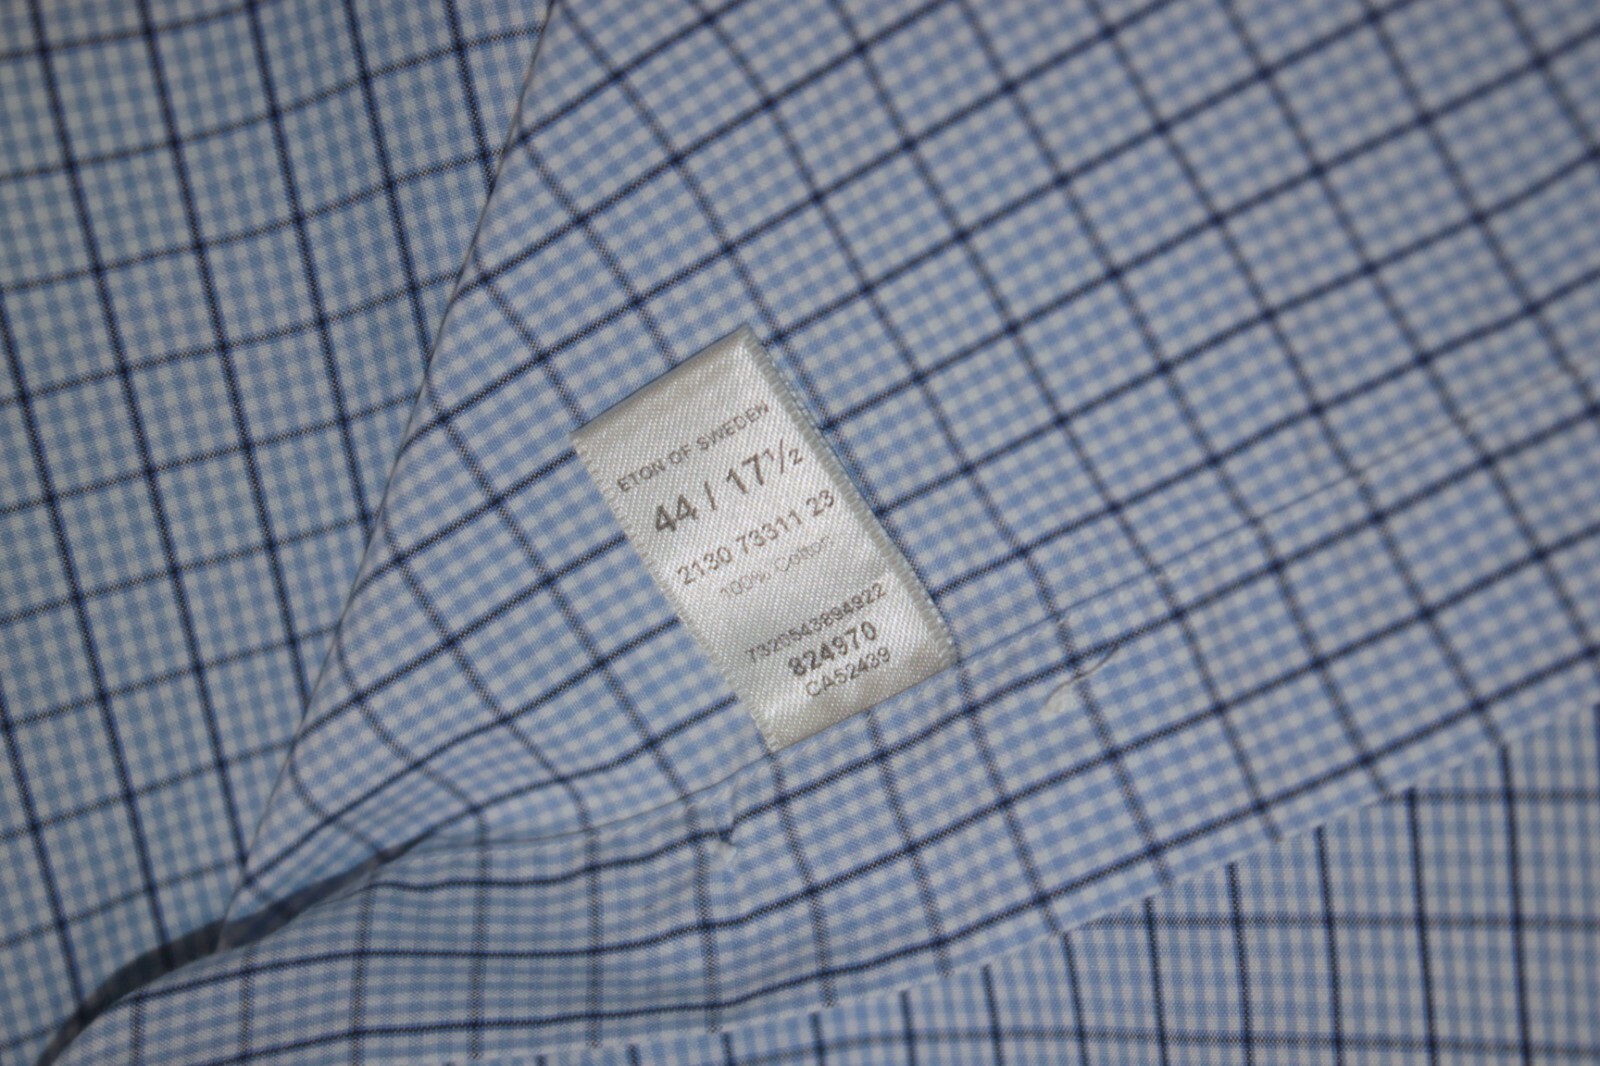 ETON OF SWEDEN
44 / 17½
2130 73311 23
100% Cotton
7320543894922
824970
CA52439